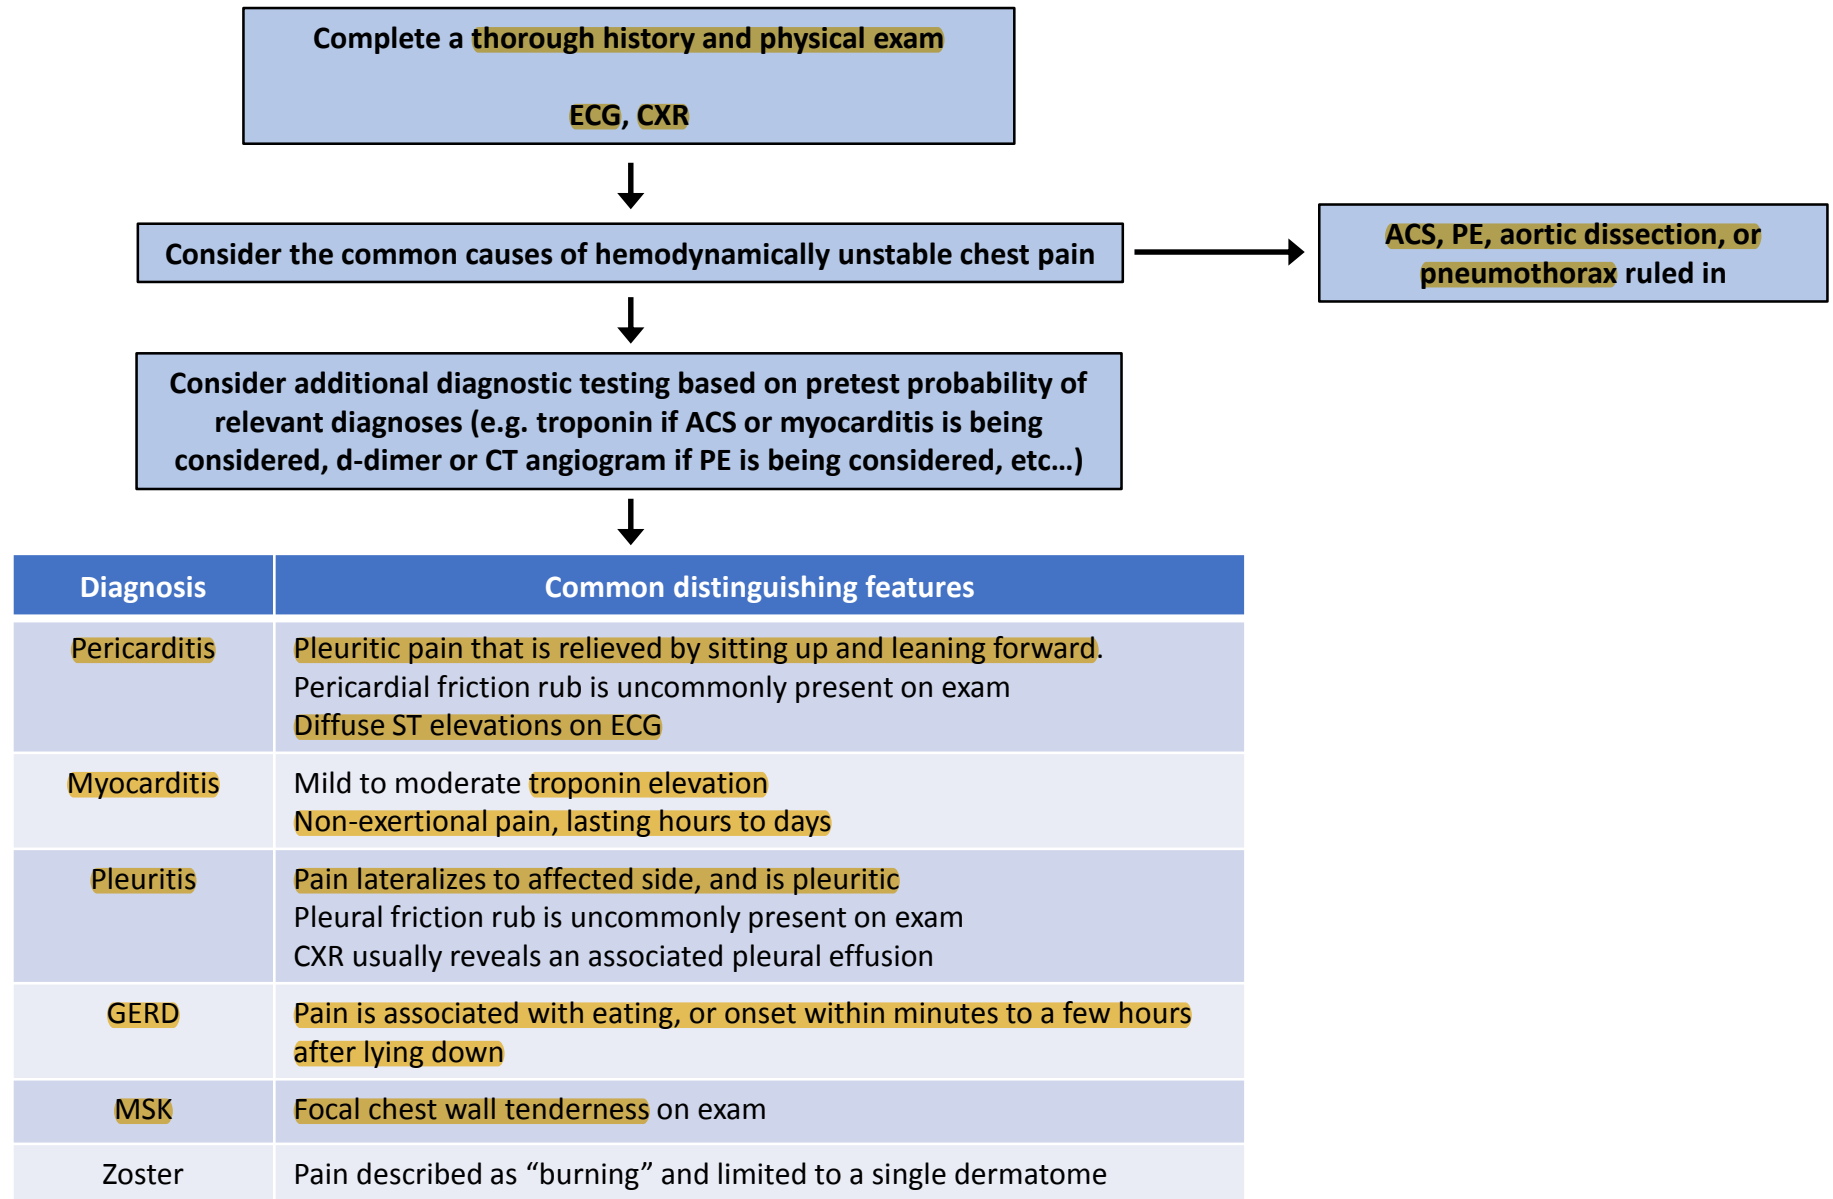 Complete a thorough history and physical exam
ECG, CXR
Consider the common causes of hemodynamically unstable chest pain
ACS, PE, aortic dissection, or
pneumothorax ruled in
Consider additional diagnostic testing based on pretest probability of
relevant diagnoses (e.g. troponin if ACS or myocarditis is being
considered, d-dimer or CT angiogram if PE is being considered, etc…)
Diagnosis
Common distinguishing features
Pericarditis
Pleuritic pain that is relieved by sitting up and leaning forward.
Pericardial friction rub is uncommonly present on exam
Diffuse ST elevations on ECG
Myocarditis
Mild to moderate troponin elevation
Non-exertional pain, lasting hours to days
Pleuritis
Pain lateralizes to affected side, and is pleuritic
Pleural friction rub is uncommonly present on exam
CXR usually reveals an associated pleural effusion
GERD
Pain is associated with eating, or onset within minutes to a few hours
after lying down
MSK
Focal chest wall tenderness on exam
Zoster
Pain described as “burning” and limited to a single dermatome